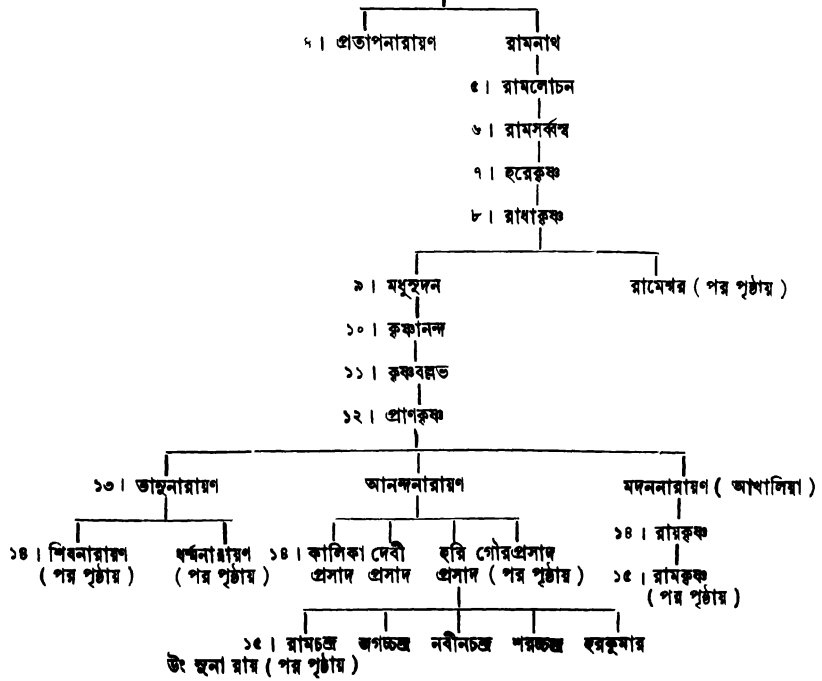 ৪। প্রতাপনারায়ণ রামনাথ
৫। রামলোচন
৬। রামসর্ব্বস্ব
৭। হরেকৃষ্ণ
৮। রাধাকৃষ্ণ
৯। মধুসূদন রামেশ্বর ( পর পৃষ্ঠায় )
১০। কৃষ্ণানন্দ
১১। কৃষ্ণবল্লভ
১২। প্রাণকৃষ্ণ
১৩। ভানুনারায়ণ আনন্দনারায়ণ মদননারায়ণ ( আখালিয়া )
১৪। রায়কৃষ্ণ
১৪। শিবনারায়ণ ধর্ম্মনারায়ণ ১৪। কালিকা দেবী হরি গৌরপ্রসাদ
( পর পৃষ্ঠায় ) ( পর পৃষ্ঠায় ) প্রসাদ প্রসাদ প্রসাদ ( পর পৃষ্ঠায় ) ১৫। রামকৃষ্ণ
( পর পৃষ্ঠায় )
১৫। রামচন্দ্র জগচ্চন্দ্র নবীনচন্দ্র শরচ্চন্দ্র হরকুমার
উং মুনা রায় ( পর পৃষ্ঠায় )